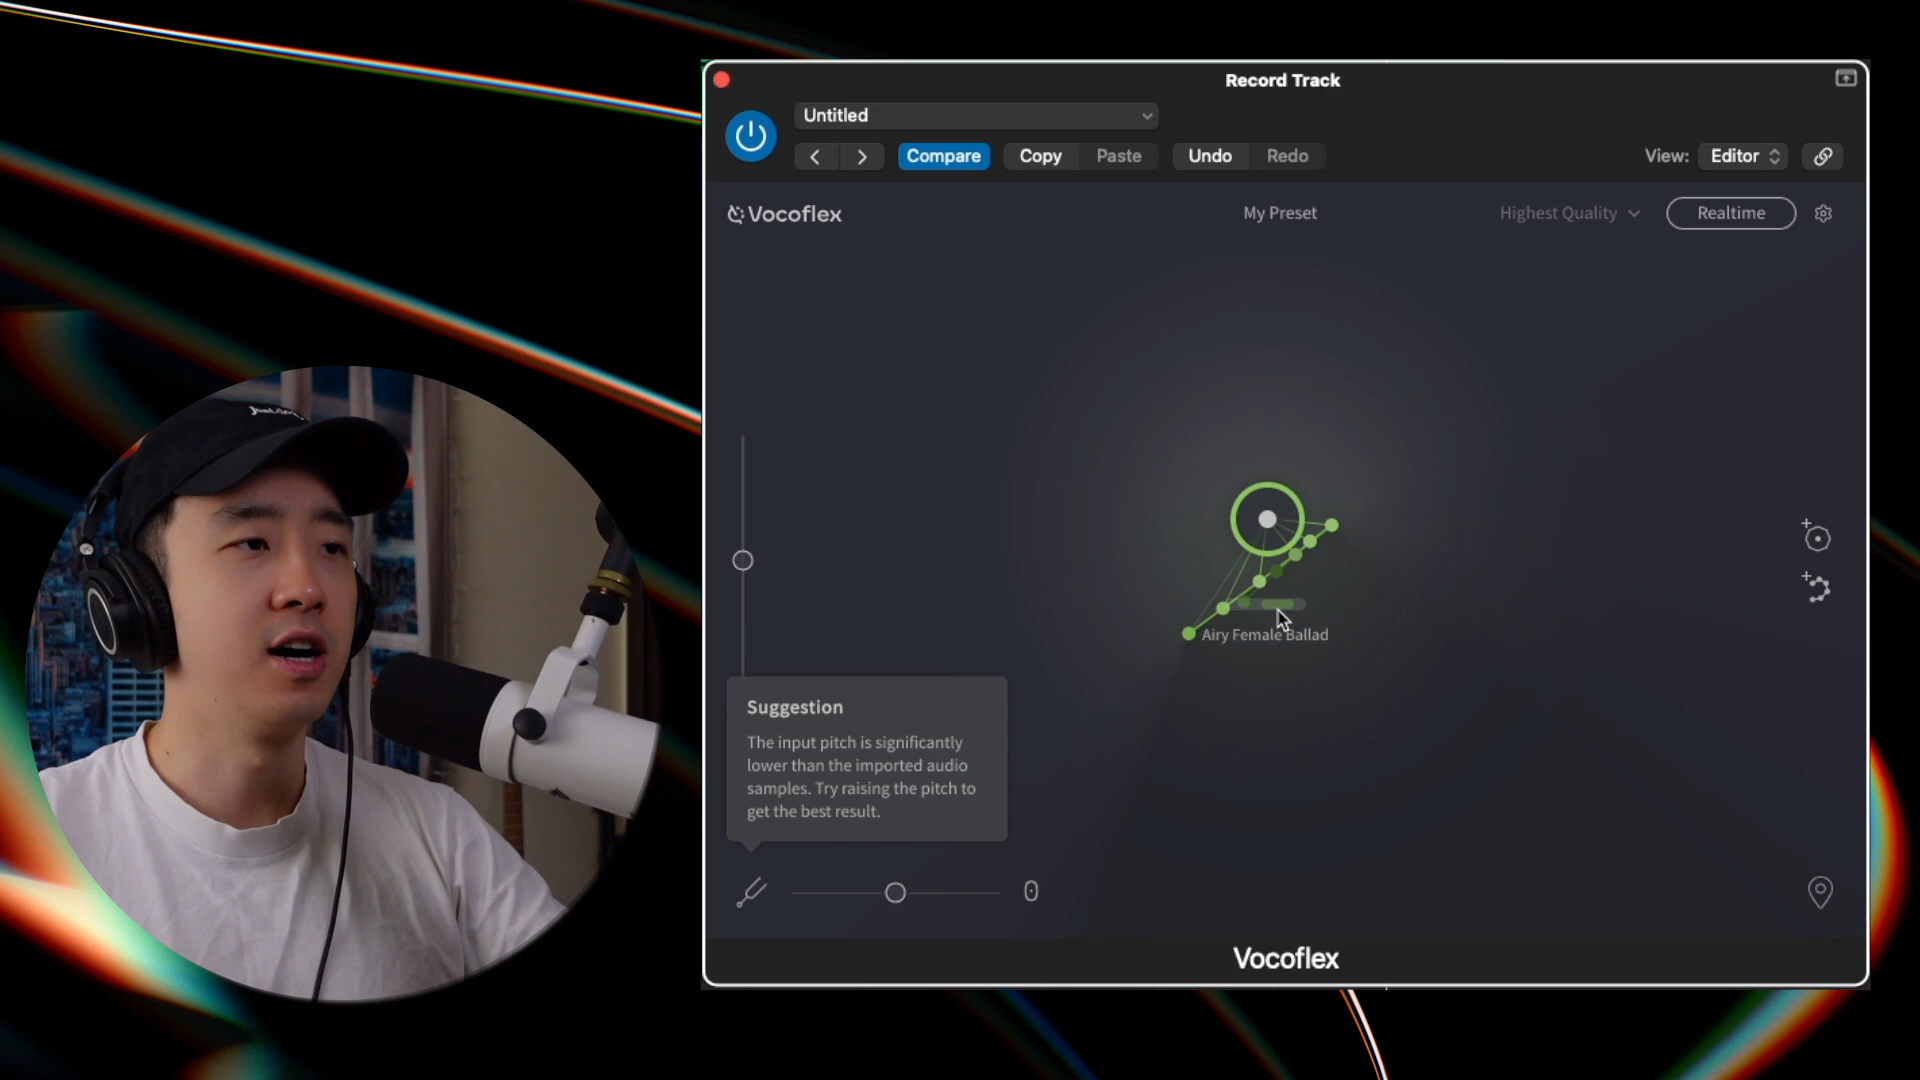 Record Track
Untitled
Compare
Copy
Paste
Undo
Redo
View:
Editor
Vocoflex
My Preset
Highest Quality
Realtime
Airy Female Ballad
Suggestion
The input pitch is significantly
lower than the imported audio
samples. Try raising the pitch to
get the best result.
0
Vocoflex